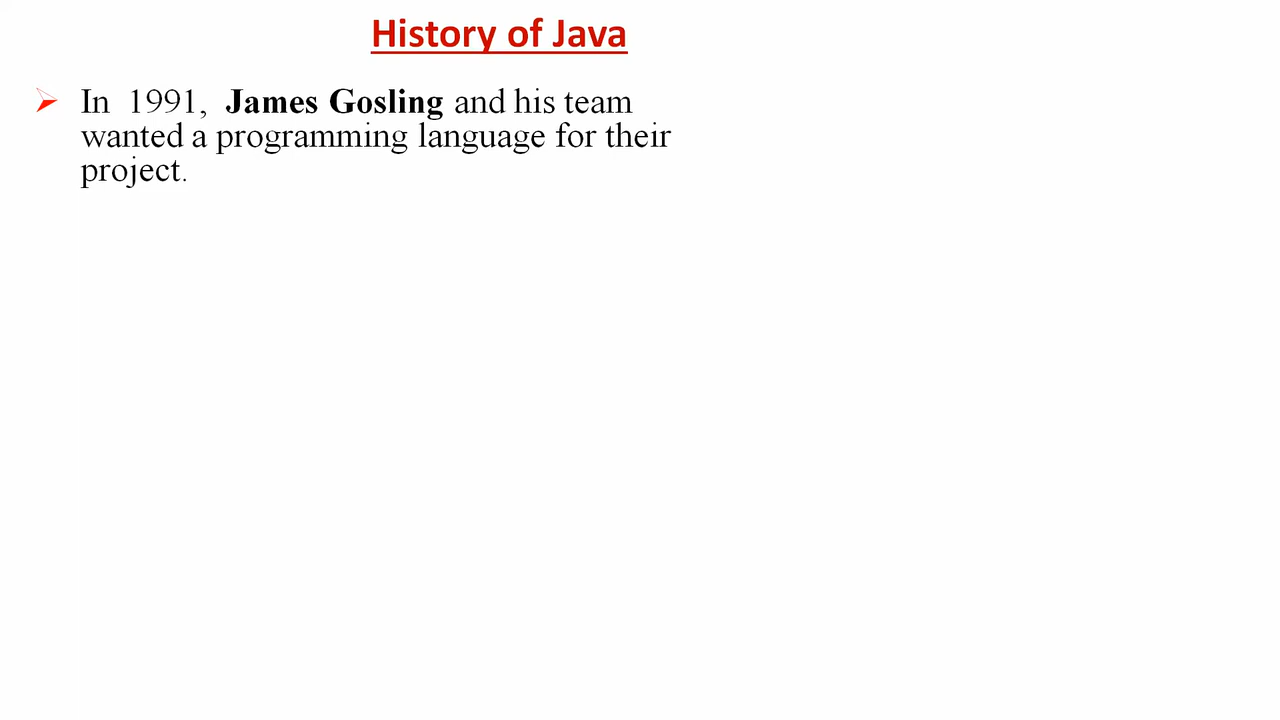 History of Java
In 1991, James Gosling and his team
wanted a programming language for their
project.